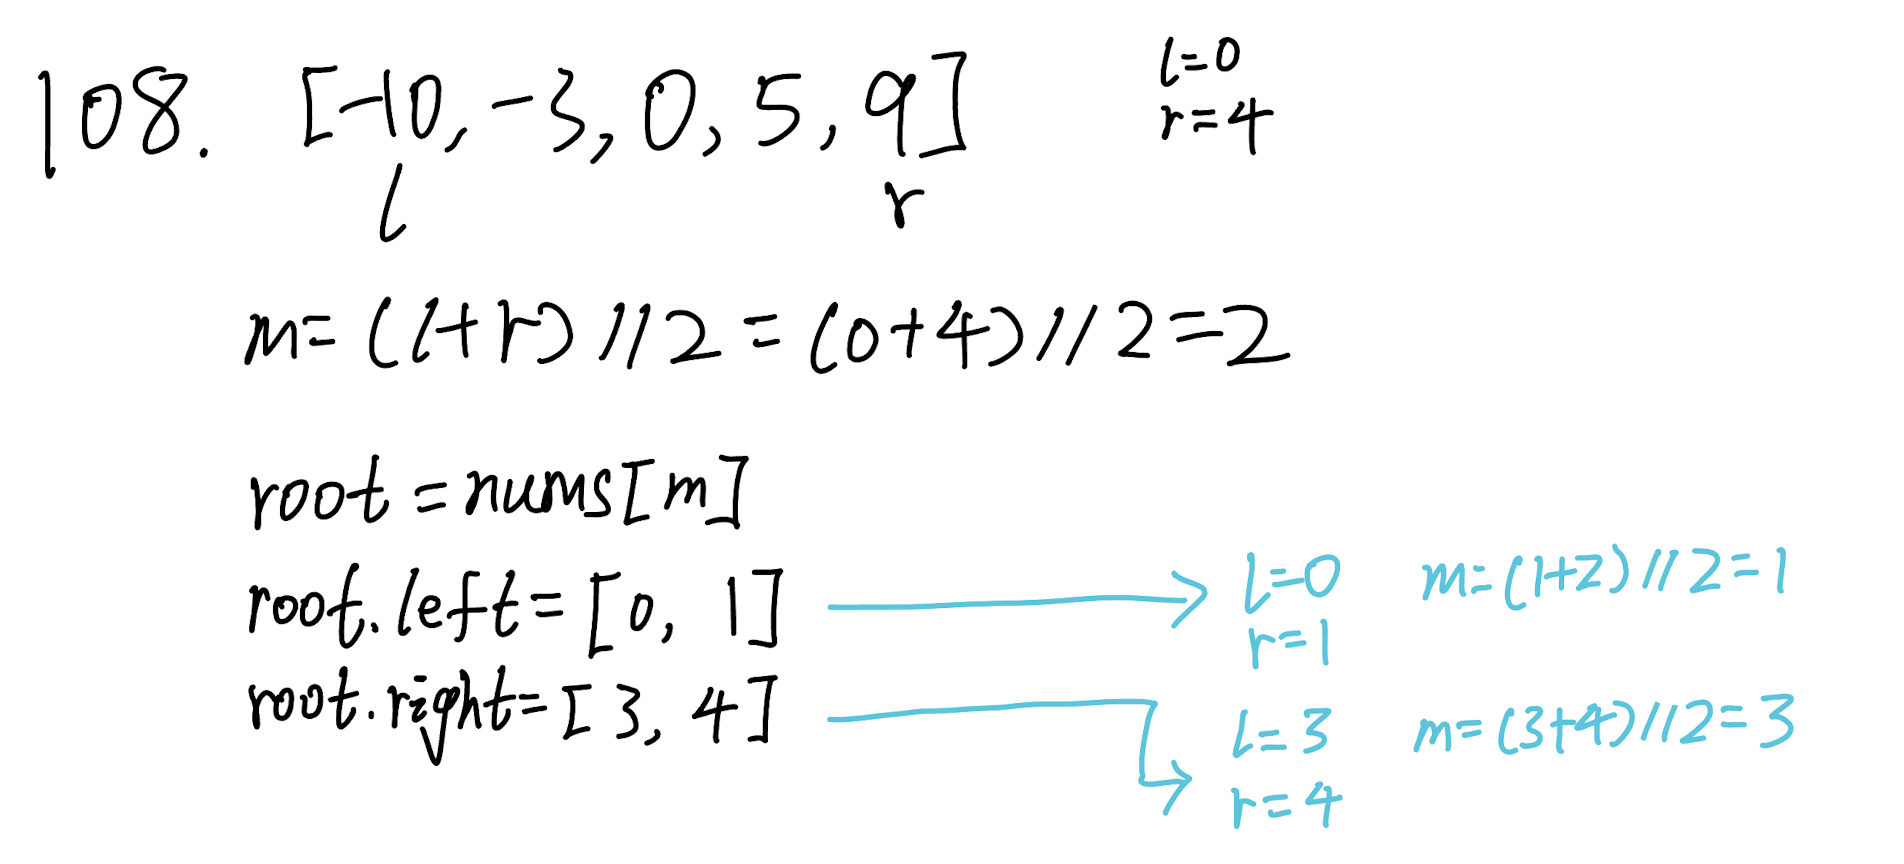 108. [-10, -3, 0, 5, 9]
l=0
r=4
l r
m= (l+r) // 2 = (0+4) // 2 = 2
root = nums[m]
root.left = [0, 1]
l=0 m=(1+2) // 2 = 1
r=1
root.right= [3, 4]
l=3 m=(3+4) // 2 = 3
r=4